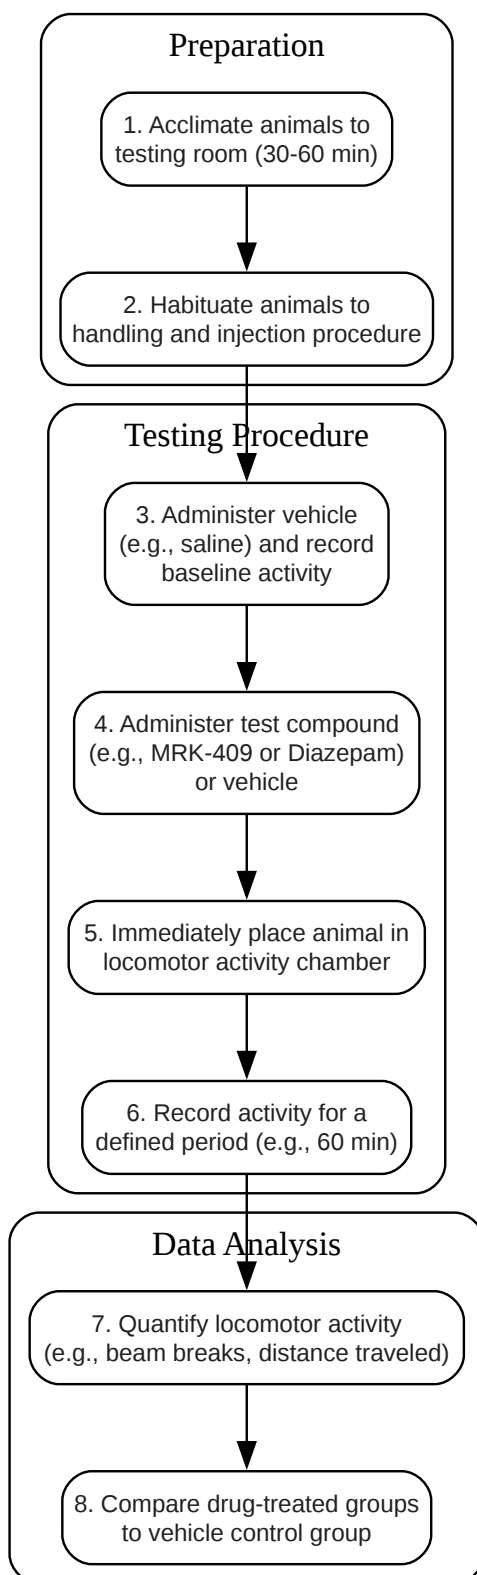 Preparation
1. Acclimate animals to
testing room (30-60 min)
2. Habituate animals to
handling and injection procedure
Testing Procedure
3. Administer vehicle
(e.g., saline) and record
baseline activity
4. Administer test compound
(e.g., MRK-409 or Diazepam)
or vehicle
5. Immediately place animal in
locomotor activity chamber
6. Record activity for a
defined period (e.g., 60 min)
Data Analysis
7. Quantify locomotor activity
(e.g., beam breaks, distance traveled)
8. Compare drug-treated groups
to vehicle control group